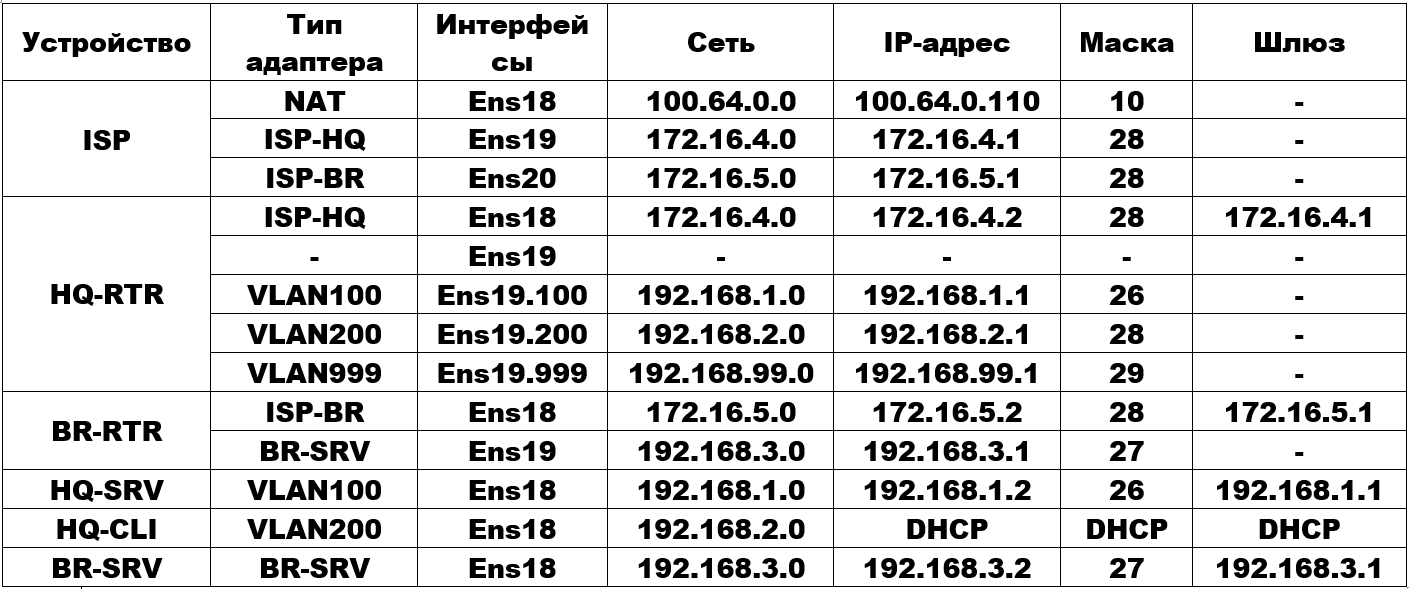 Устройство Тип адаптера Интерфейсы Сеть IP-адрес Маска Шлюз
ISP NAT Ens18 100.64.0.0 100.64.0.110 10 -
ISP-HQ Ens19 172.16.4.0 172.16.4.1 28 -
ISP-BR Ens20 172.16.5.0 172.16.5.1 28 -
HQ-RTR ISP-HQ Ens18 172.16.4.0 172.16.4.2 28 172.16.4.1
- Ens19 - - - -
VLAN100 Ens19.100 192.168.1.0 192.168.1.1 26 -
VLAN200 Ens19.200 192.168.2.0 192.168.2.1 28 -
VLAN999 Ens19.999 192.168.99.0 192.168.99.1 29 -
BR-RTR ISP-BR Ens18 172.16.5.0 172.16.5.2 28 172.16.5.1
BR-SRV Ens19 192.168.3.0 192.168.3.1 27 -
HQ-SRV VLAN100 Ens18 192.168.1.0 192.168.1.2 26 192.168.1.1
HQ-CLI VLAN200 Ens18 192.168.2.0 DHCP DHCP DHCP
BR-SRV BR-SRV Ens18 192.168.3.0 192.168.3.2 27 192.168.3.1